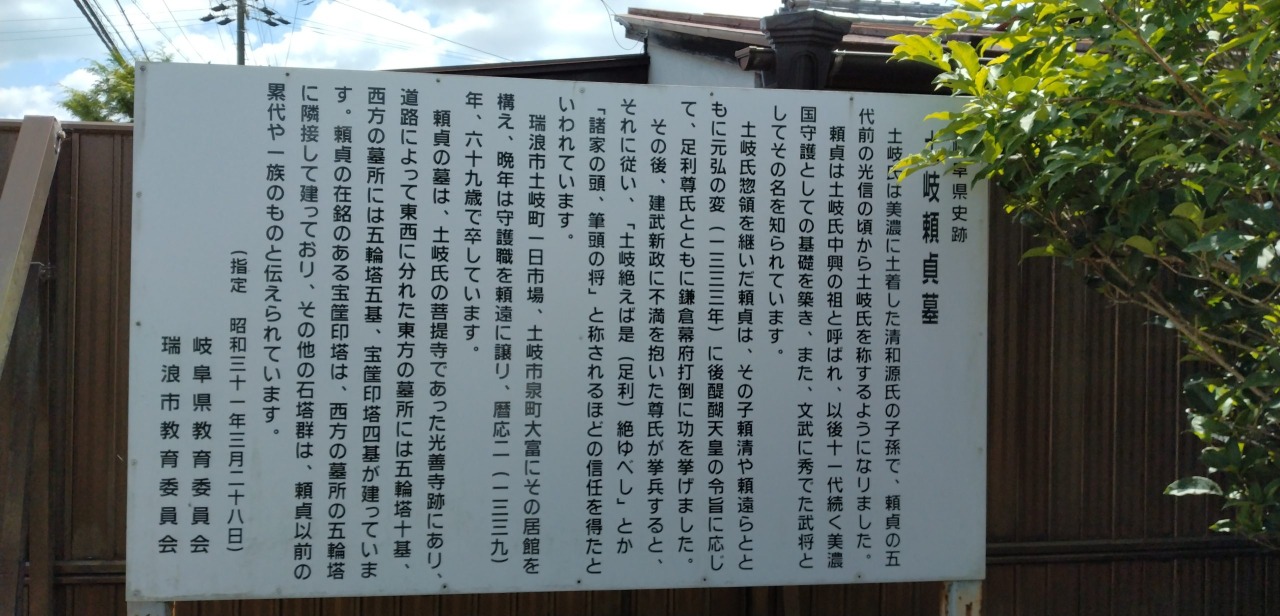 岐阜県史跡
土岐頼貞墓
土岐氏は美濃に土着した清和源氏の子孫で、頼貞の五
代前の光信の頃から土岐氏を称するようになりました。
頼貞は土岐氏中興の祖と呼ばれ、以後十一代続く美濃
国守護としての基礎を築き、また、文武に秀でた武将と
してその名を知られています。
土岐氏惣領を継いだ頼貞は、その子頼清や頼遠らとと
もに元弘の変（一三三三年）に後醍醐天皇の令旨に応じ
て、足利尊氏とともに鎌倉幕府打倒に功を挙げました。
その後、建武新政に不満を抱いた尊氏が挙兵すると、
それに従い、「土岐絶えば是（足利）絶ゆべし」とか
「諸家の頭、筆頭の将」と称されるほどの信任を得たと
いわれています。
瑞浪市土岐町一日市場、土岐市泉町大富にその居館を
構え、晩年は守護職を頼遠に譲り、暦応二（一三三九）
年、六十九歳で卒しています。
頼貞の墓は、土岐氏の菩提寺であった光善寺跡にあり、
道路によって東西に分れた東方の墓所には五輪塔十基、
西方の墓所には五輪塔五基、宝筐印塔四基が建っていま
す。頼貞の在銘のある宝筐印塔は、西方の墓所の五輪塔
に隣接して建っており、その他の石塔群は、頼貞以前の
累代や一族のものと伝えられています。
（指定　昭和三十一年三月二十八日）
岐阜県教育委員会
瑞浪市教育委員会